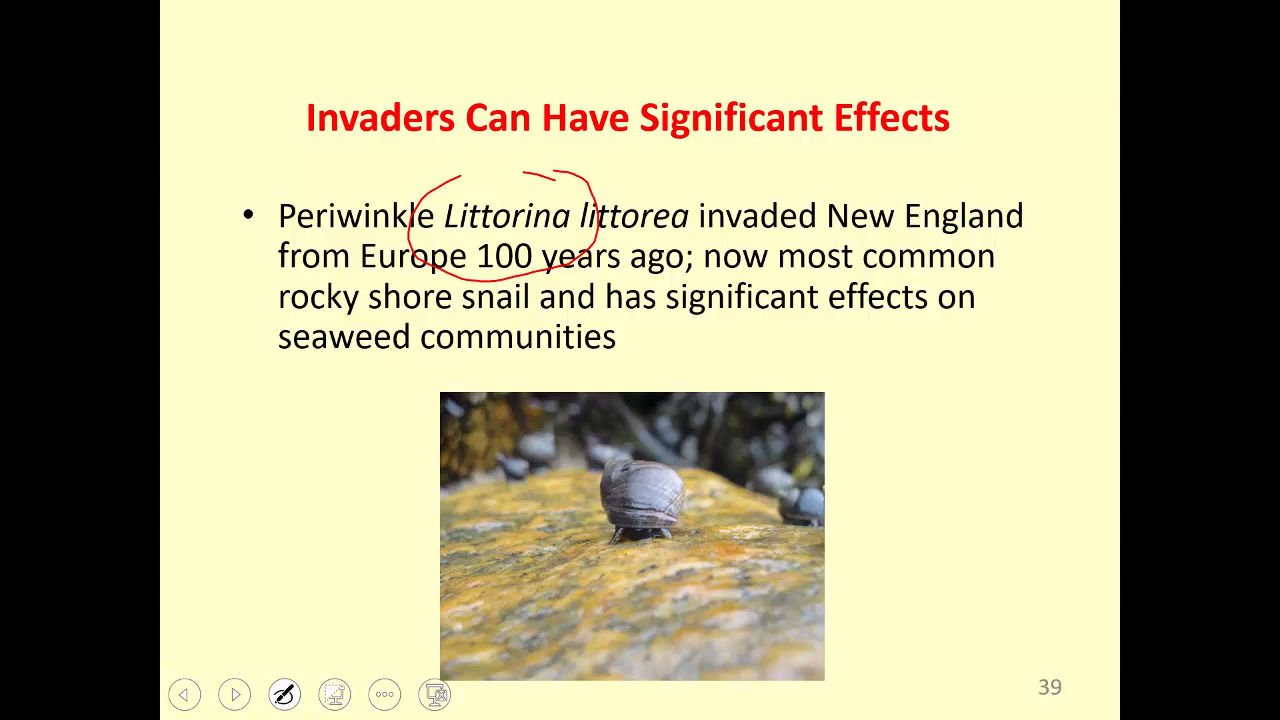 Invaders Can Have Significant Effects
• Periwinkle Littorina littorea invaded New England
from Europe 100 years ago; now most common
rocky shore snail and has significant effects on
seaweed communities
39